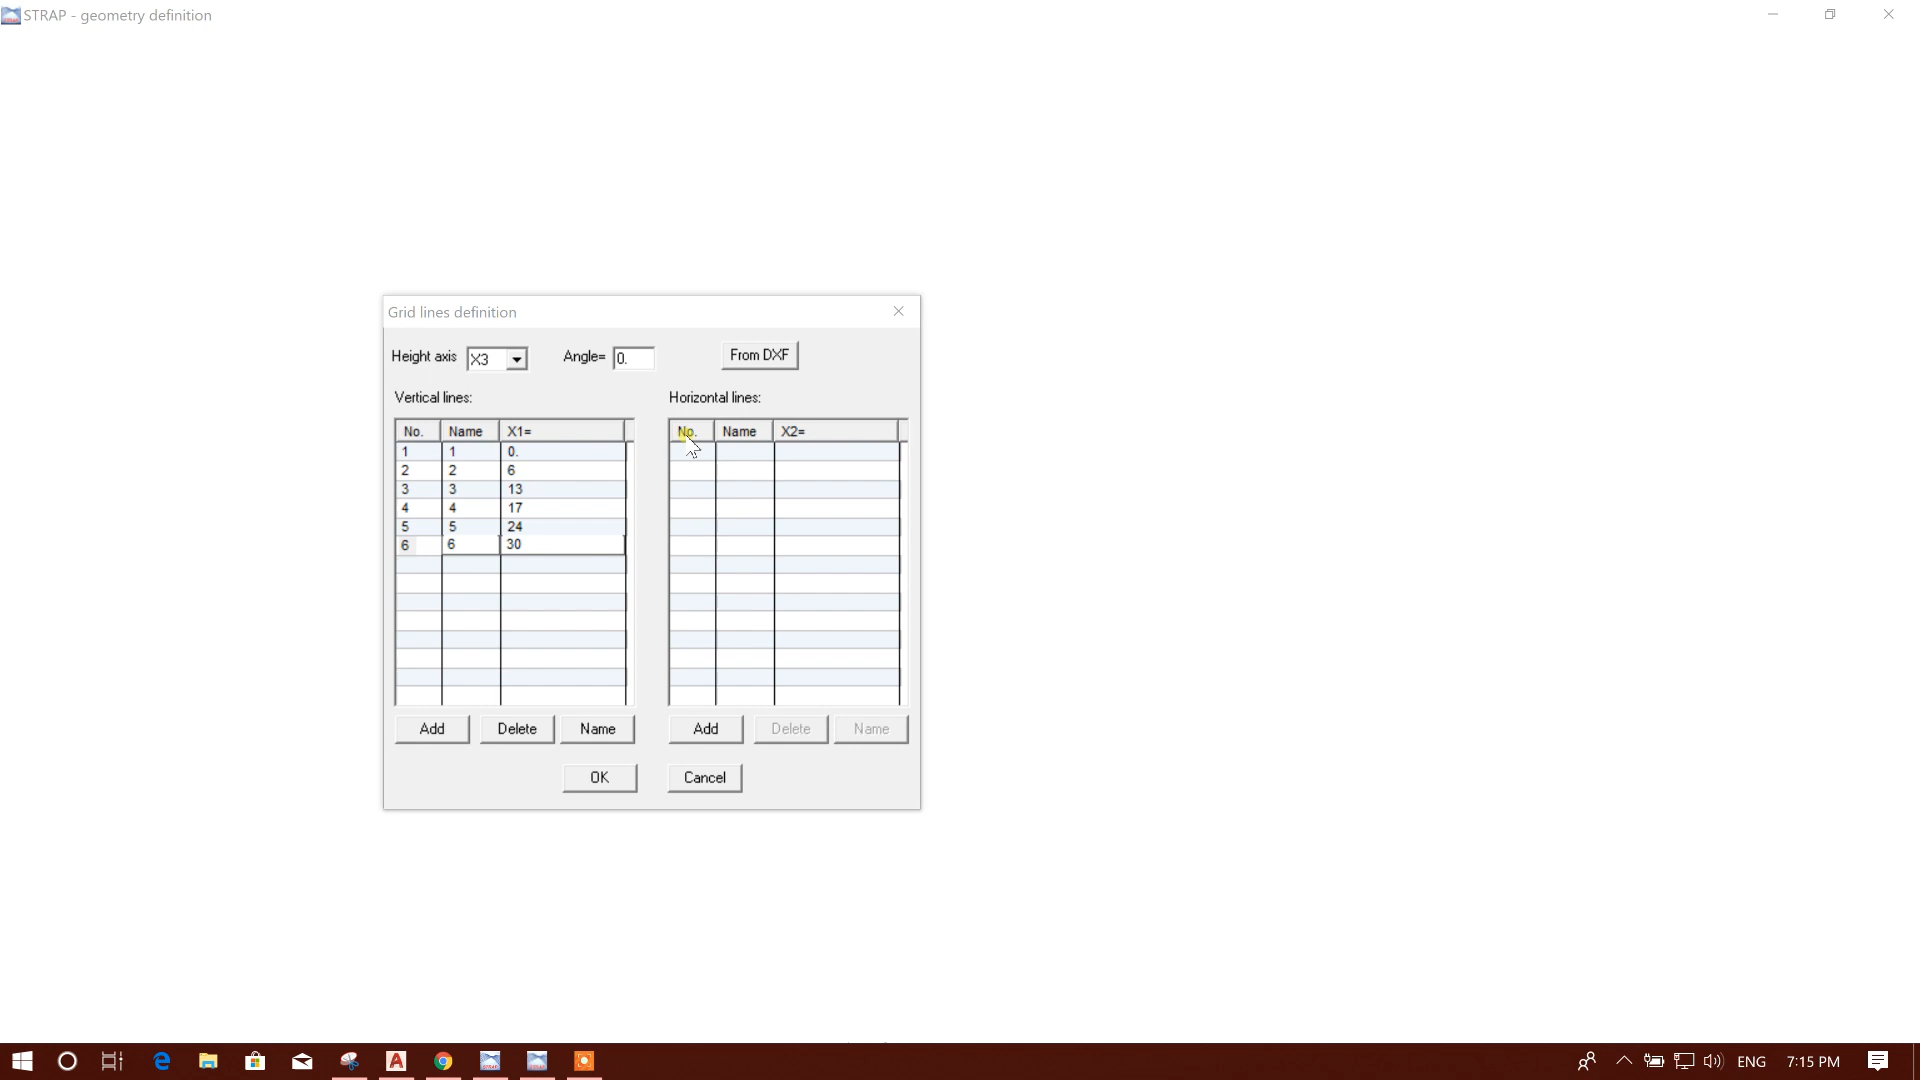 STRAP - geometry definition
Grid lines definition
Height axis X3 Angle= 0. From DXF
Vertical lines: Horizontal lines:
No. Name X1= No. Name X2=
1 1 0.
2 2 6
3 3 13
4 4 17
5 5 24
6 6 30
Add Delete Name Add Delete Name
OK Cancel
ENG 7:15 PM